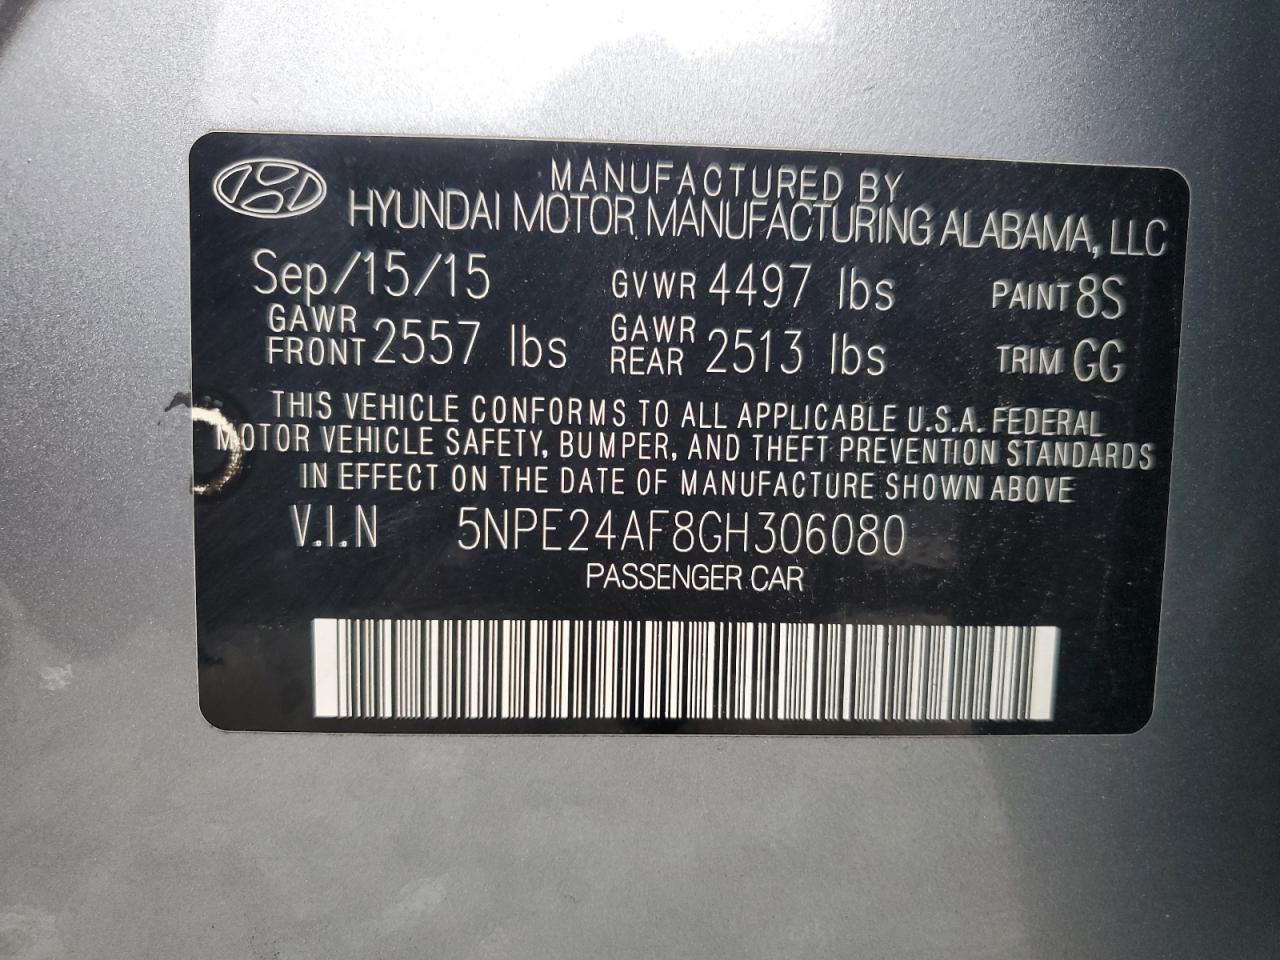 MANUFACTURED BY
HYUNDAI MOTOR MANUFACTURING ALABAMA, LLC
Sep/15/15 GVWR 4497 lbs PAINT 8S
GAWR FRONT 2557 lbs GAWR REAR 2513 lbs TRIM GG
THIS VEHICLE CONFORMS TO ALL APPLICABLE U.S.A. FEDERAL
MOTOR VEHICLE SAFETY, BUMPER, AND THEFT PREVENTION STANDARDS
IN EFFECT ON THE DATE OF MANUFACTURE SHOWN ABOVE
V.I.N 5NPE24AF8GH306080
PASSENGER CAR